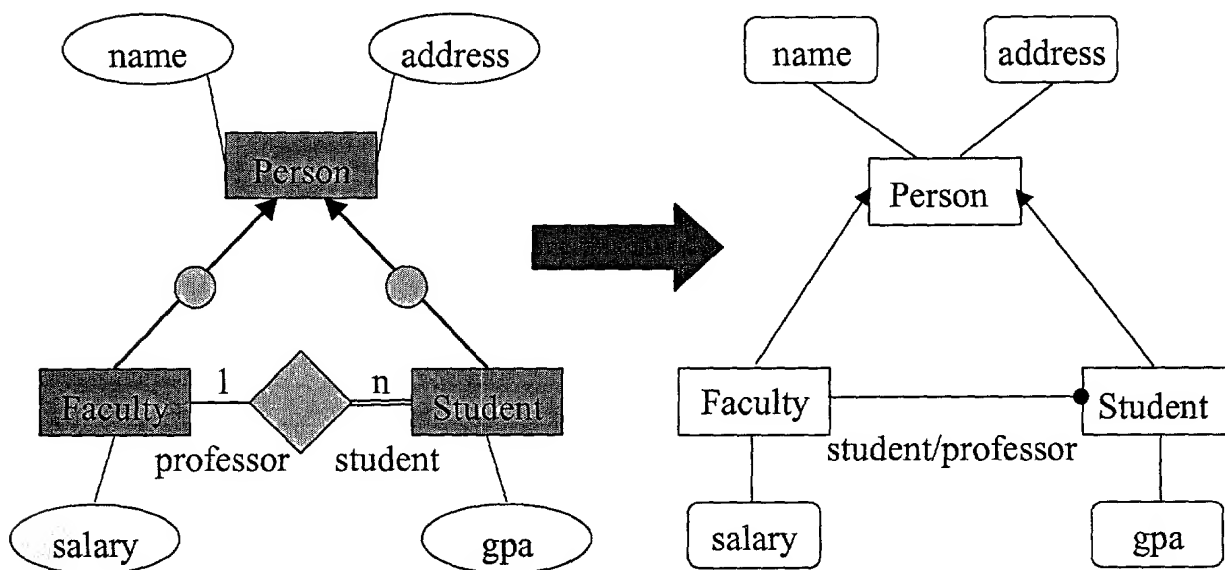 name
address
Person
1
n
Faculty
Student
professor
student
salary
gpa
name
address
Person
Faculty
Student
student/professor
salary
gpa